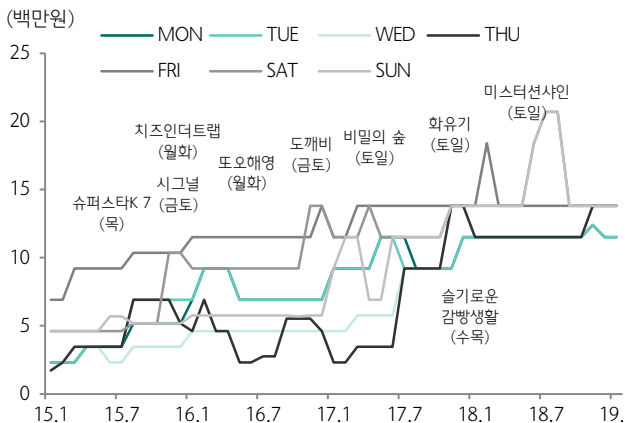 (백만원)
MON TUE WED THU
FRI SAT SUN
25
20
15
10
5
0
미스터션샤인
(토일)
치즈인더트랩
(월화)
도깨비
(금토)
비밀의 숲
(토일)
화유기
(토일)
또오해영
(월화)
시그널
(금토)
슈퍼스타K 7
(목)
슬기로운
감빵생활
(수목)
15.1 15.7 16.1 16.7 17.1 17.7 18.1 18.7 19.